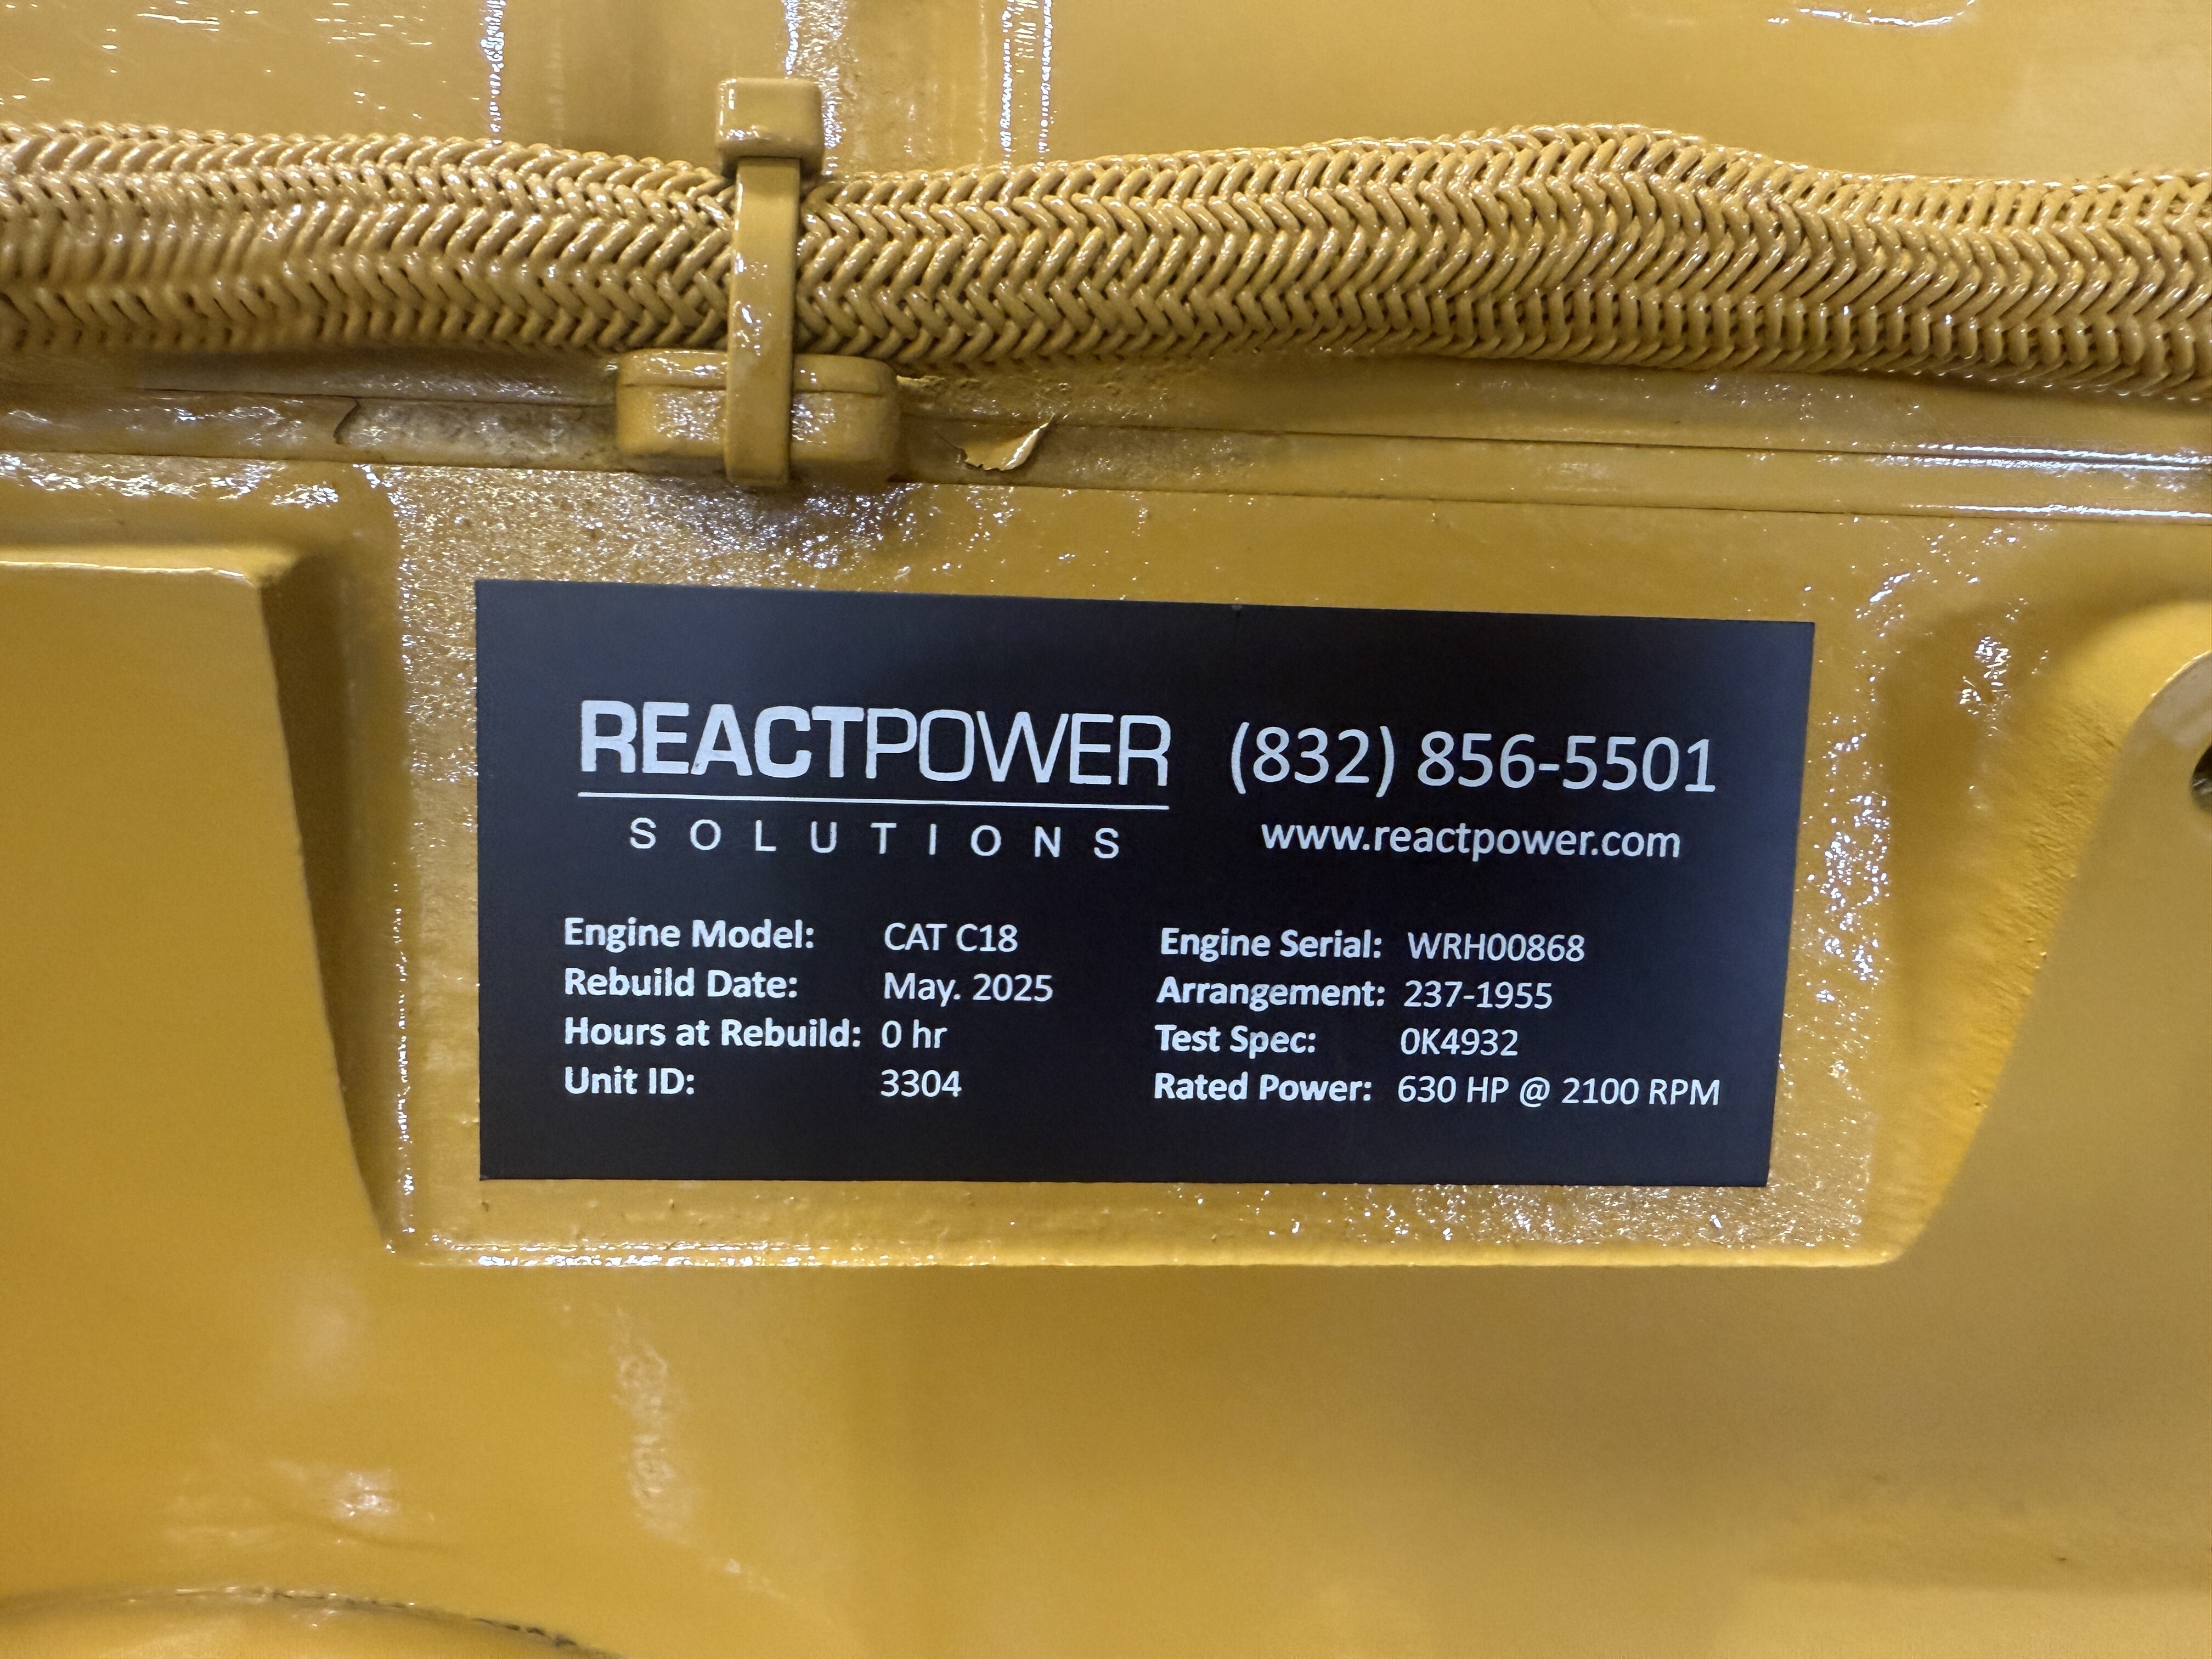 REACTPOWER
SOLUTIONS
(832) 856-5501
www.reactpower.com
Engine Model: CAT C18
Rebuild Date: May. 2025
Hours at Rebuild: 0 hr
Unit ID: 3304
Engine Serial: WRH00868
Arrangement: 237-1955
Test Spec: 0K4932
Rated Power: 630 HP @ 2100 RPM